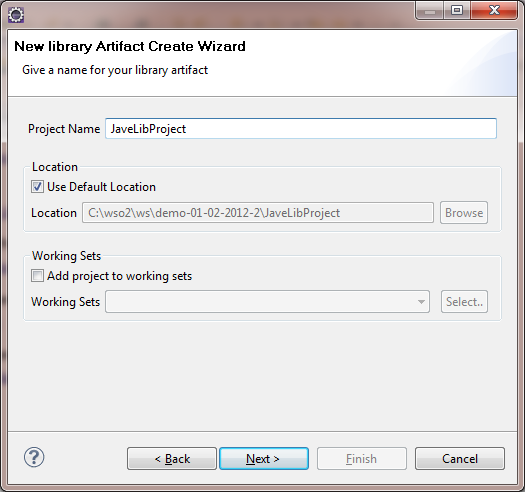 New library Artifact Create Wizard
Give a name for your library artifact
Project Name JaveLibProject
Location
Use Default Location
Location C:\wso2\ws\demo-01-02-2012-2\JaveLibProject Browse
Working Sets
Add project to working sets
Working Sets Select..
? < Back Next > Finish Cancel